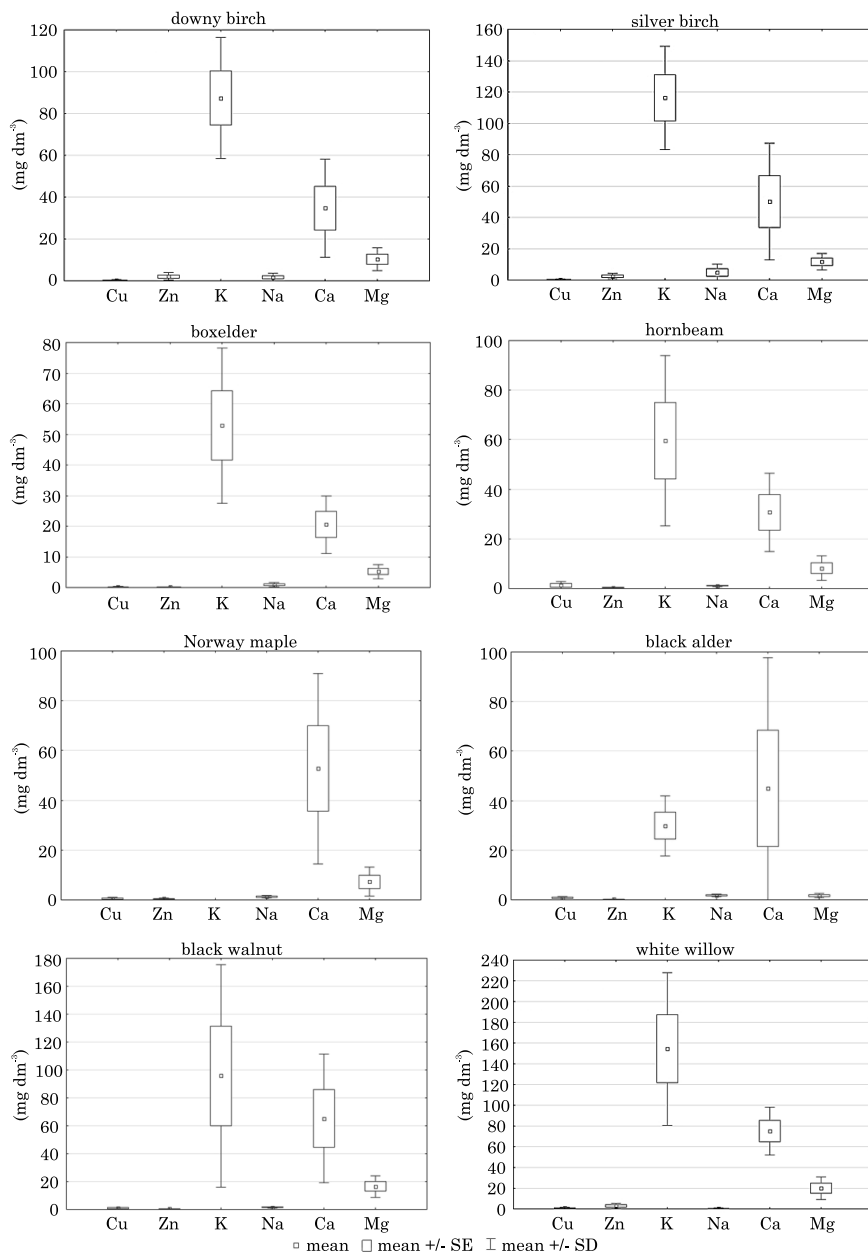 downy birch
120
100
80
60
40
20
0
(mg dm⁻³)
Cu Zn K Na Ca Mg
silver birch
160
140
120
100
80
60
40
20
0
(mg dm⁻³)
Cu Zn K Na Ca Mg
boxelder
80
70
60
50
40
30
20
10
0
(mg dm⁻³)
Cu Zn K Na Ca Mg
hornbeam
100
80
60
40
20
0
(mg dm⁻³)
Cu Zn K Na Ca Mg
Norway maple
100
80
60
40
20
0
(mg dm⁻³)
Cu Zn K Na Ca Mg
black alder
100
80
60
40
20
0
(mg dm⁻³)
Cu Zn K Na Ca Mg
black walnut
180
160
140
120
100
80
60
40
20
0
(mg dm⁻³)
Cu Zn K Na Ca Mg
white willow
240
220
200
180
160
140
120
100
80
60
40
20
0
(mg dm⁻³)
Cu Zn K Na Ca Mg
mean mean +/- SE mean +/- SD